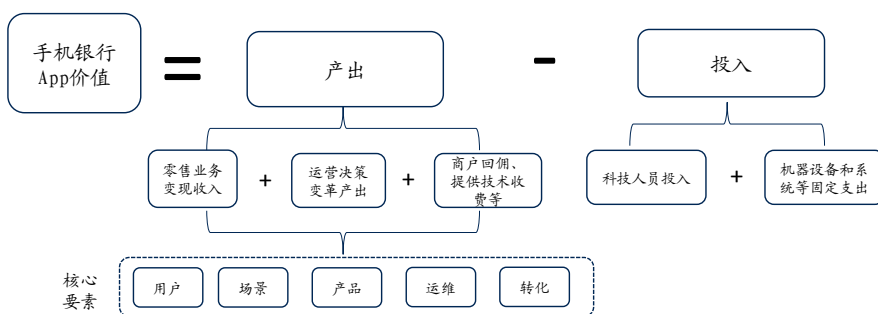 手机银行
App价值
=
产出
-
投入
零售业务
变现收入
+
运营决策
变革产出
+
商户回佣、
提供技术收
费等
科技人员投入
+
机器设备和系
统等固定支出
核心
要素
用户
场景
产品
运维
转化